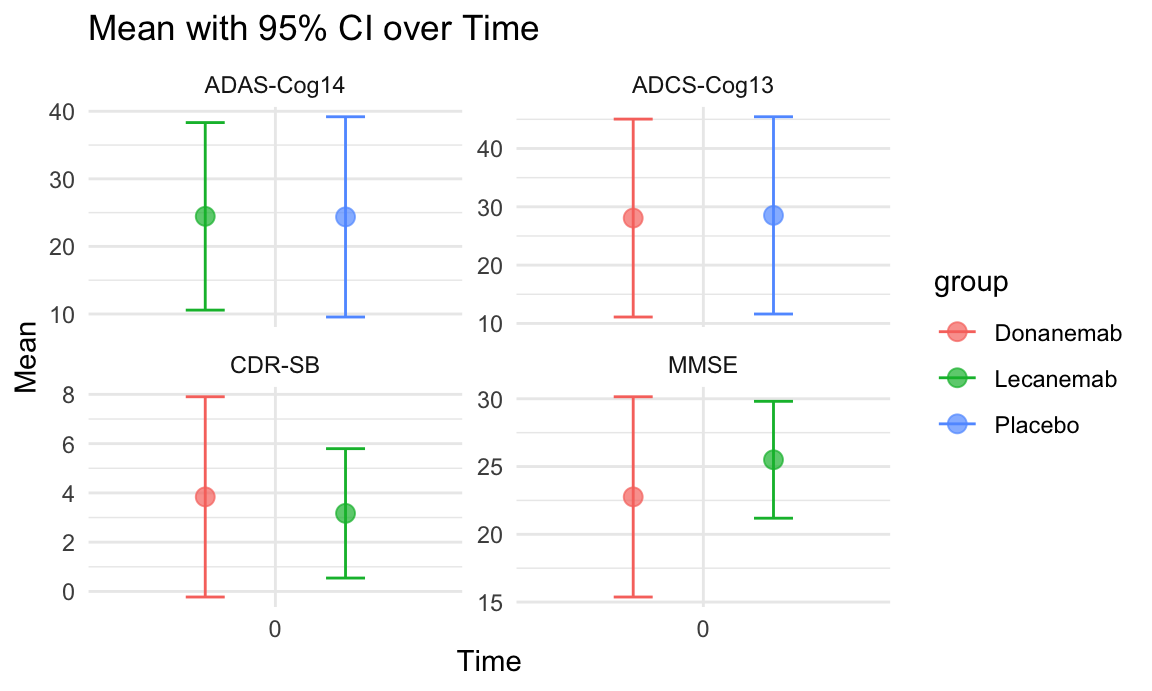 Mean with 95% CI over Time
ADAS-Cog14
40
30
20
10
ADCS-Cog13
40
30
20
10
CDR-SB
8
6
4
2
0
0
MMSE
30
25
20
15
0
Mean
Time
group
Donanemab
Lecanemab
Placebo